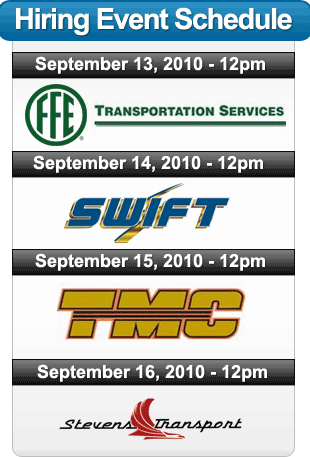 Hiring Event Schedule
September 13, 2010 - 12pm
FFE TRANSPORTATION SERVICES
September 14, 2010 - 12pm
SWIFT
September 15, 2010 - 12pm
TMC
September 16, 2010 - 12pm
Stevens Transport